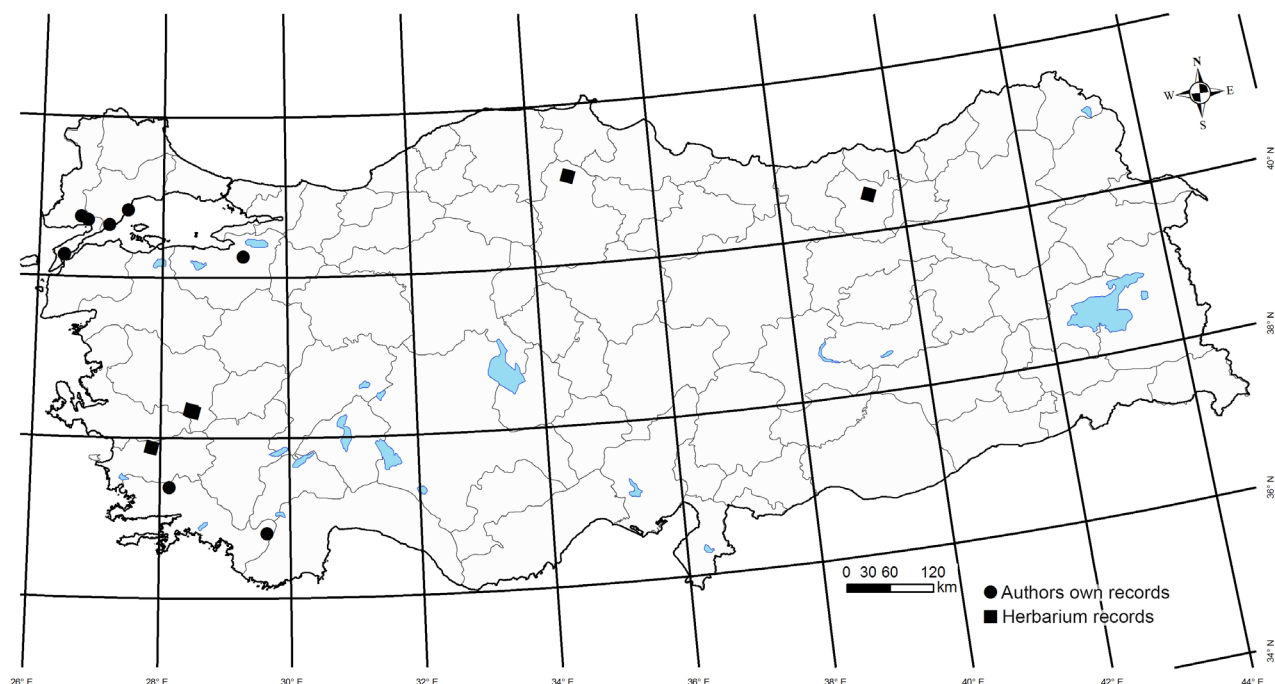 N
W E
S
40° N
38° N
36° N
34° N
0 30 60 120
km
Authors own records
Herbarium records
26° E 28° E 30° E 32° E 34° E 36° E 38° E 40° E 42° E 44° E